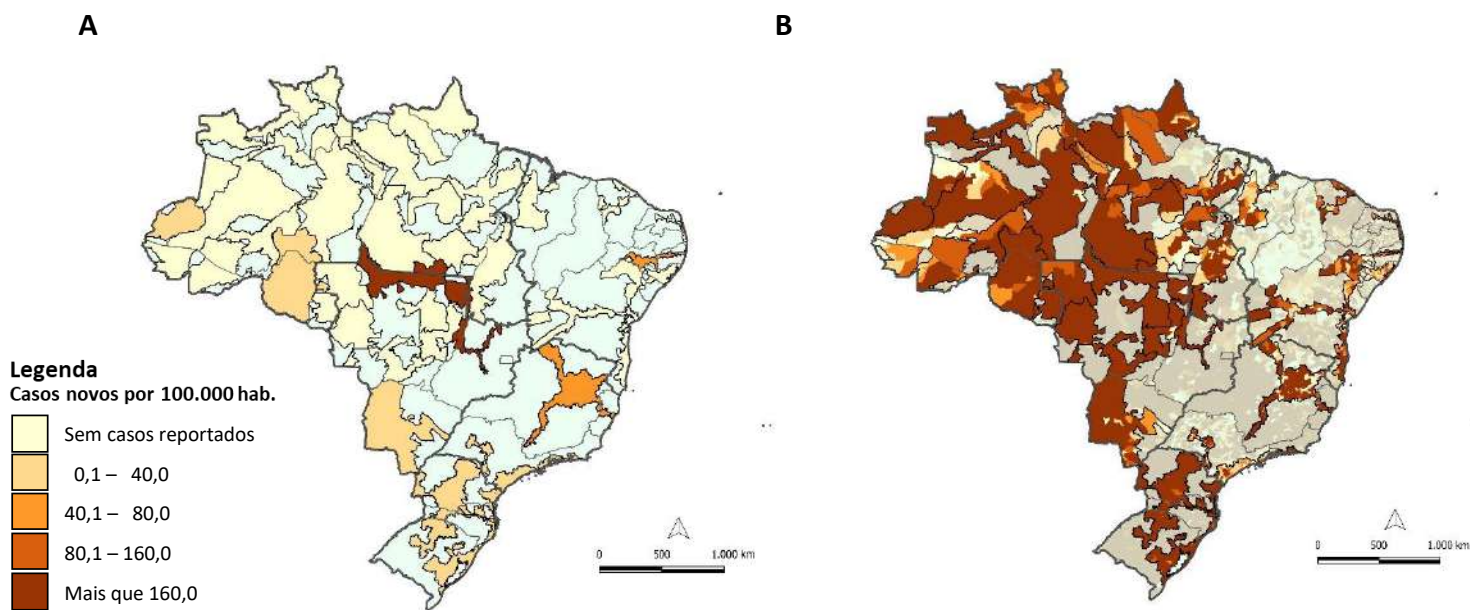 A
B
Legenda
Casos novos por 100.000 hab.
Sem casos reportados
0,1 – 40,0
40,1 – 80,0
80,1 – 160,0
Mais que 160,0
0 500 1.000 km
0 500 1.000 km